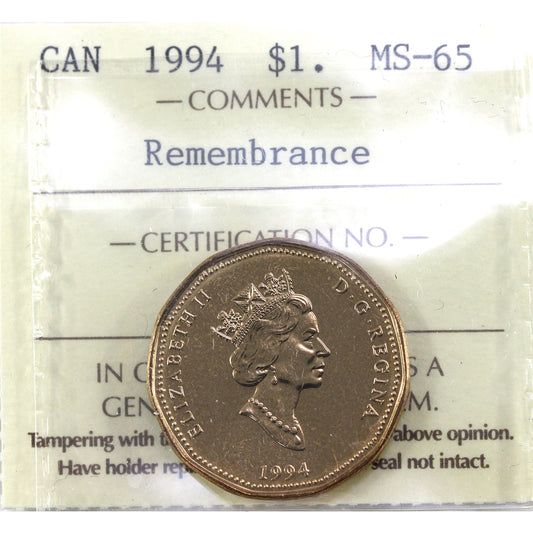 CAN 1994 $1. MS-65
— COMMENTS —
Remembrance
— CERTIFICATION NO. —
ELIZABETH II D·G·REGINA
1994
IN
GEN
A
M.
Tampering with above opinion.
Have holder seal not intact.